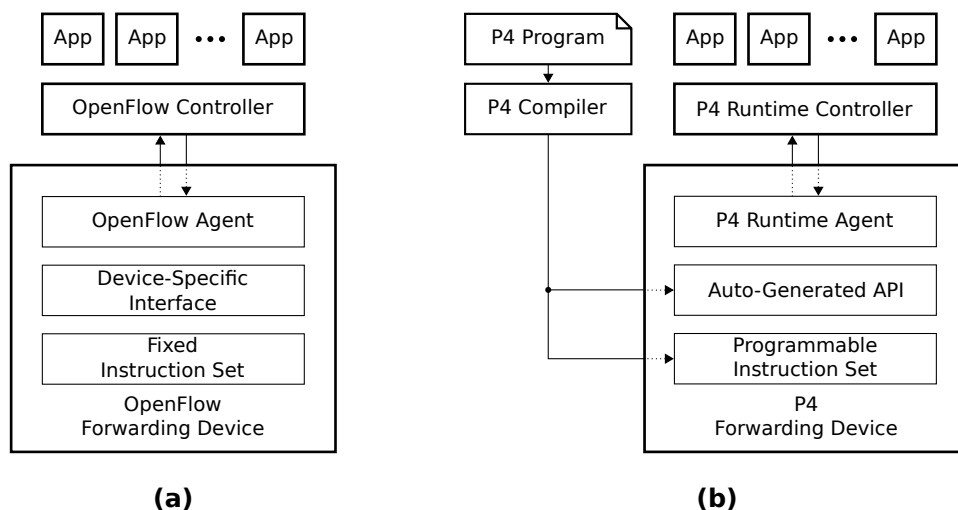 App App ••• App
OpenFlow Controller
OpenFlow Agent
Device-Specific
Interface
Fixed
Instruction Set
OpenFlow
Forwarding Device
(a)
P4 Program
P4 Compiler
App App ••• App
P4 Runtime Controller
P4 Runtime Agent
Auto-Generated API
Programmable
Instruction Set
P4
Forwarding Device
(b)